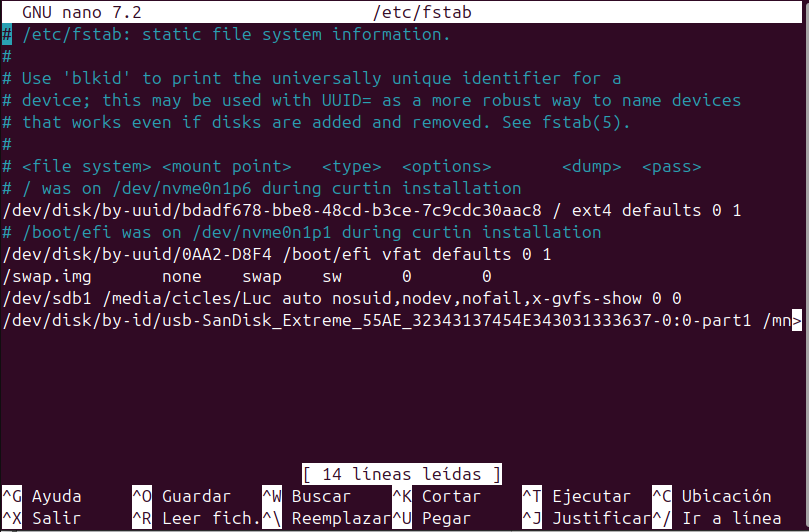 GNU nano 7.2 /etc/fstab
# /etc/fstab: static file system information.
#
# Use 'blkid' to print the universally unique identifier for a
# device; this may be used with UUID= as a more robust way to name devices
# that works even if disks are added and removed. See fstab(5).
#
# <file system> <mount point>   <type>  <options>       <dump>  <pass>
# / was on /dev/nvme0n1p6 during curtin installation
/dev/disk/by-uuid/bdadf678-bbe8-48cd-b3ce-7c9cdc30aac8 / ext4 defaults 0 1
# /boot/efi was on /dev/nvme0n1p1 during curtin installation
/dev/disk/by-uuid/0AA2-D8F4 /boot/efi vfat defaults 0 1
/swap.img       none    swap    sw      0       0
/dev/sdb1 /media/cicles/Luc auto nosuid,nodev,nofail,x-gvfs-show 0 0
/dev/disk/by-id/usb-SanDisk_Extreme_55AE_32343137454E343031333637-0:0-part1 /mn>
[ 14 líneas leídas ]
^G Ayuda ^O Guardar ^W Buscar ^K Cortar ^T Ejecutar ^C Ubicación
^X Salir ^R Leer fich. ^\ Reemplazar ^U Pegar ^J Justificar ^/ Ir a línea